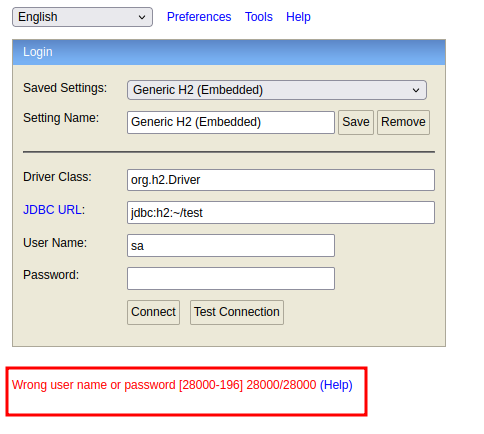 English Preferences Tools Help
Login
Saved Settings: Generic H2 (Embedded)
Setting Name: Generic H2 (Embedded) Save Remove
Driver Class: org.h2.Driver
JDBC URL: jdbc:h2:~/test
User Name: sa
Password:
Connect Test Connection
Wrong user name or password [28000-196] 28000/28000 (Help)